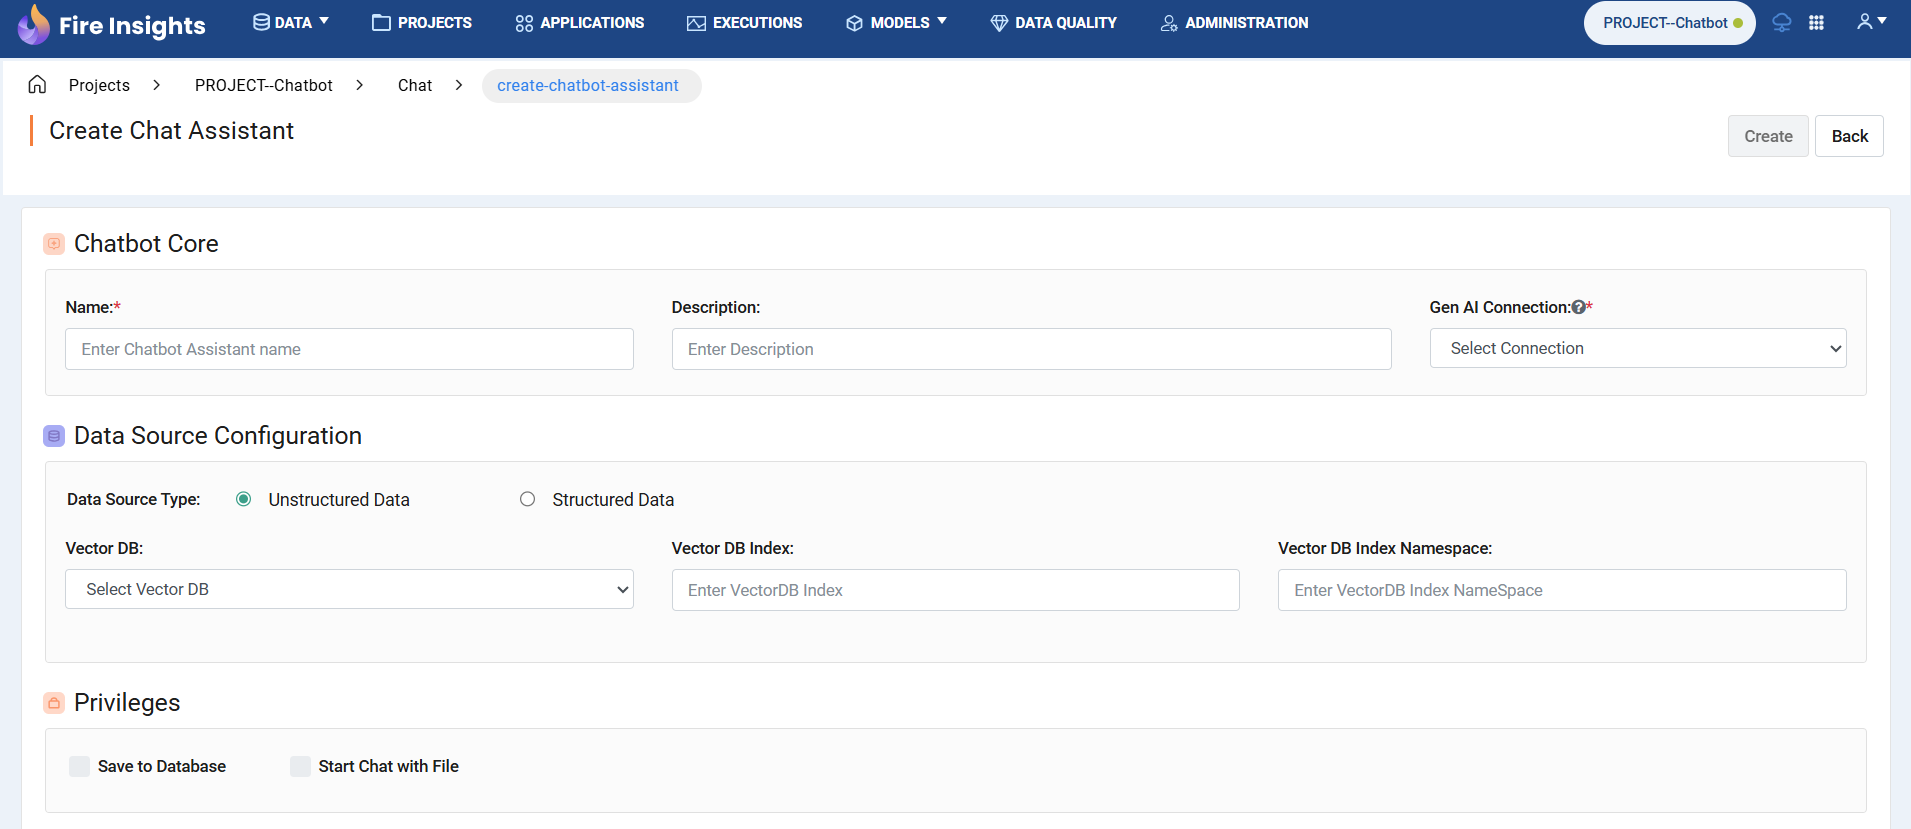 Fire Insights
DATA
PROJECTS
APPLICATIONS
EXECUTIONS
MODELS
DATA QUALITY
ADMINISTRATION
PROJECT--Chatbot
Projects > PROJECT--Chatbot > Chat > create-chatbot-assistant
Create Chat Assistant
Create
Back
Chatbot Core
Name:*
Description:
Gen AI Connection:?*
Enter Chatbot Assistant name
Enter Description
Select Connection
Data Source Configuration
Data Source Type:
Unstructured Data
Structured Data
Vector DB:
Vector DB Index:
Vector DB Index Namespace:
Select Vector DB
Enter VectorDB Index
Enter VectorDB Index NameSpace
Privileges
Save to Database
Start Chat with File